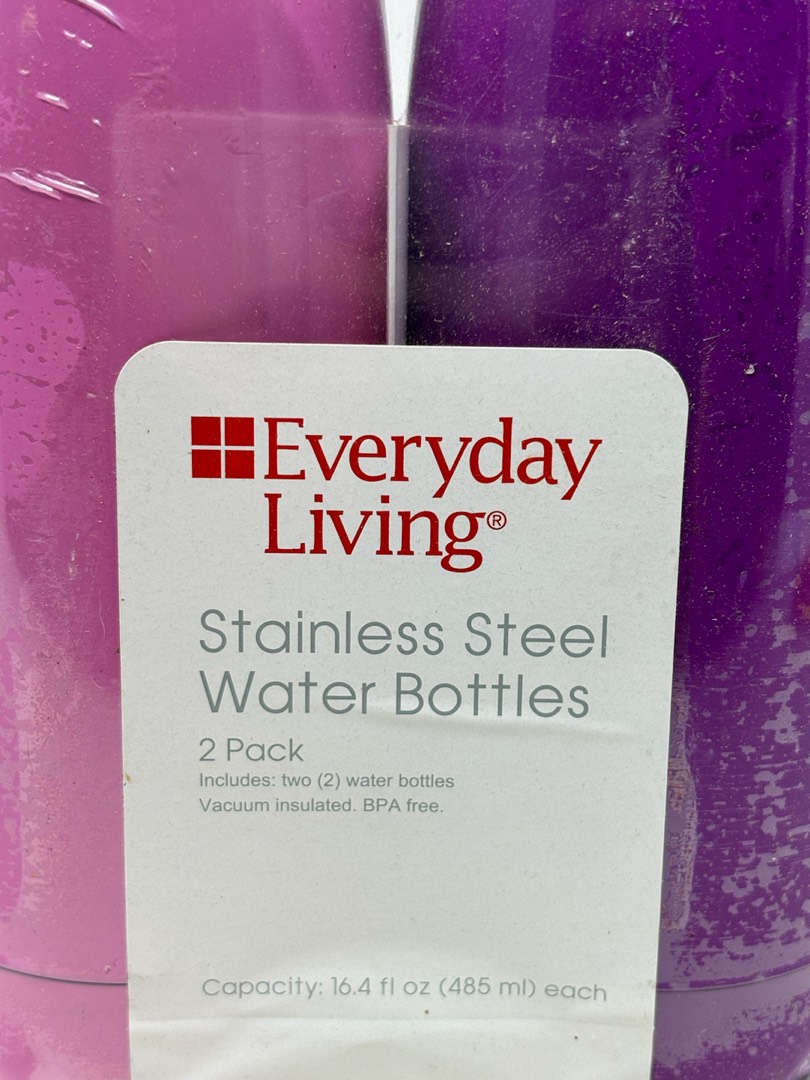 Everyday
Living®
Stainless Steel
Water Bottles
2 Pack
Includes: two (2) water bottles
Vacuum insulated. BPA free.
Capacity: 16.4 fl oz (485 ml) each